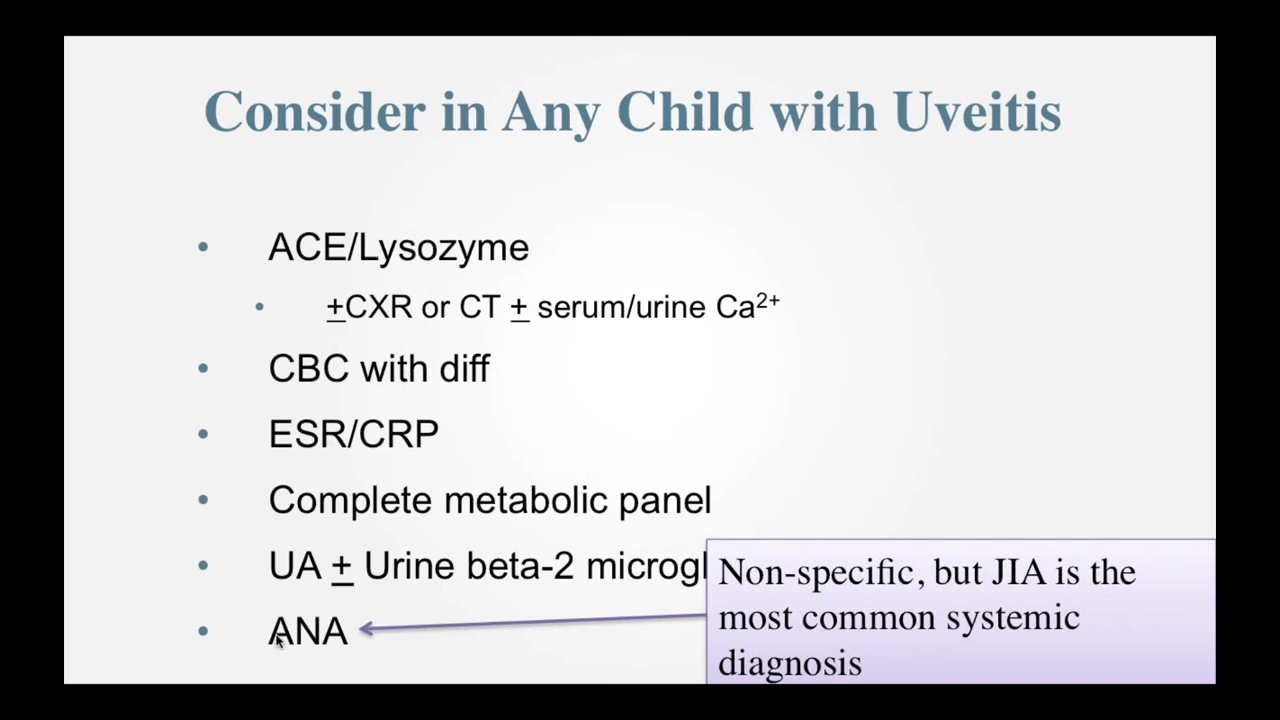 Consider in Any Child with Uveitis
• ACE/Lysozyme
• ±CXR or CT ± serum/urine Ca²⁺
• CBC with diff
• ESR/CRP
• Complete metabolic panel
• UA ± Urine beta-2 microgl
• ANA
Non-specific, but JIA is the
most common systemic
diagnosis